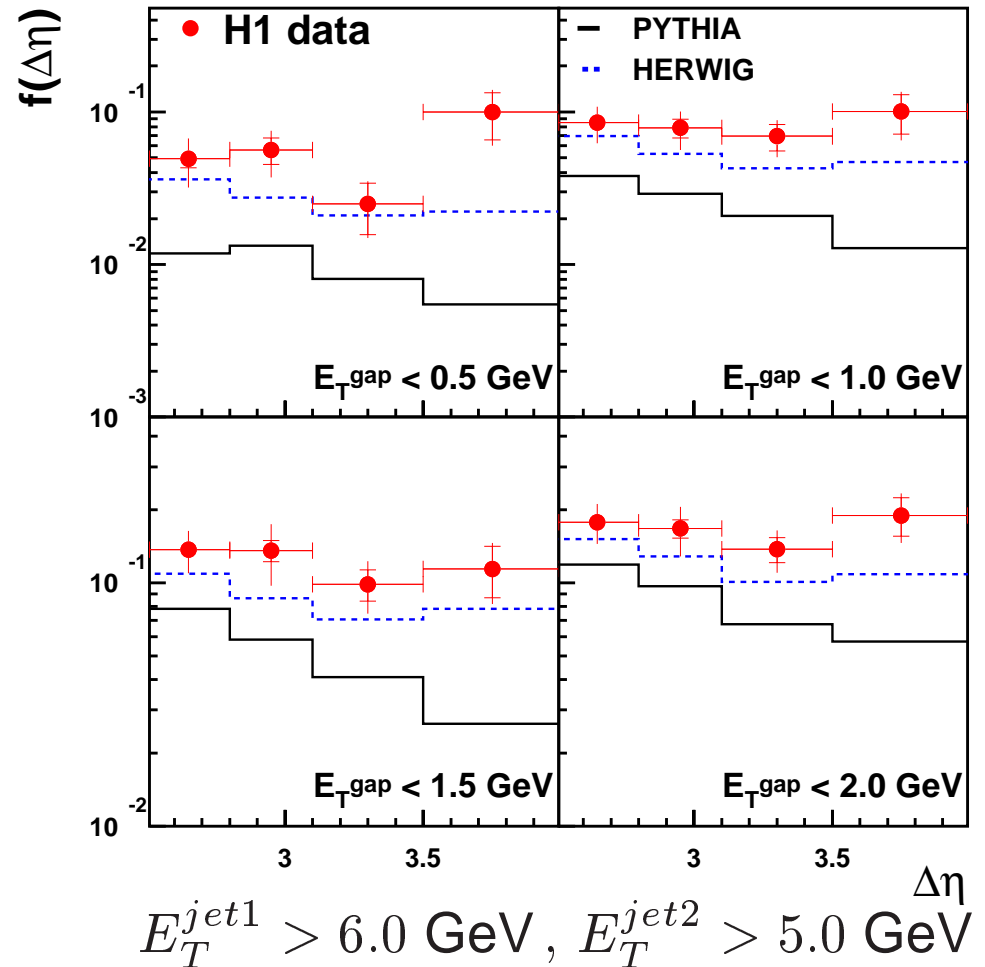 f(Δη)
H1 data
PYTHIA
HERWIG
10^-1
10^-2
10^-3
E_T^gap < 0.5 GeV
E_T^gap < 1.0 GeV
10^-1
10^-1
10^-2
E_T^gap < 1.5 GeV
E_T^gap < 2.0 GeV
3 3.5 3 3.5
Δη
E_T^{jet1} > 6.0 GeV , E_T^{jet2} > 5.0 GeV